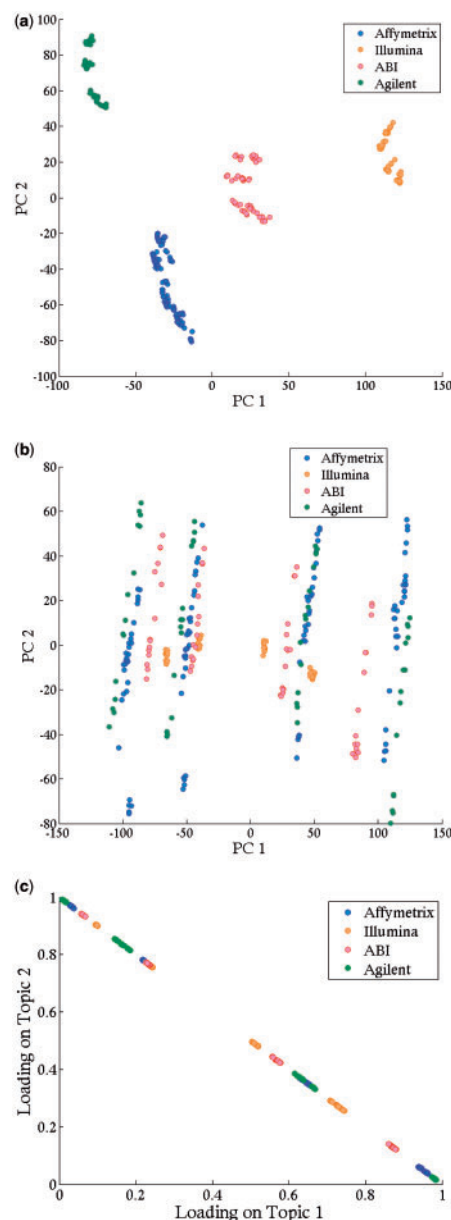 (a)
100
80
60
40
20
0
-20
-40
-60
-80
-100
PC 2
-100 -50 0 50 100 150
PC 1
Affymetrix
Illumina
ABI
Agilent
(b)
80
60
40
20
0
-20
-40
-60
-80
PC 2
-150 -100 -50 0 50 100 150
PC 1
Affymetrix
Illumina
ABI
Agilent
(c)
1
0.8
0.6
0.4
0.2
0
Loading on Topic 2
0 0.2 0.4 0.6 0.8 1
Loading on Topic 1
Affymetrix
Illumina
ABI
Agilent